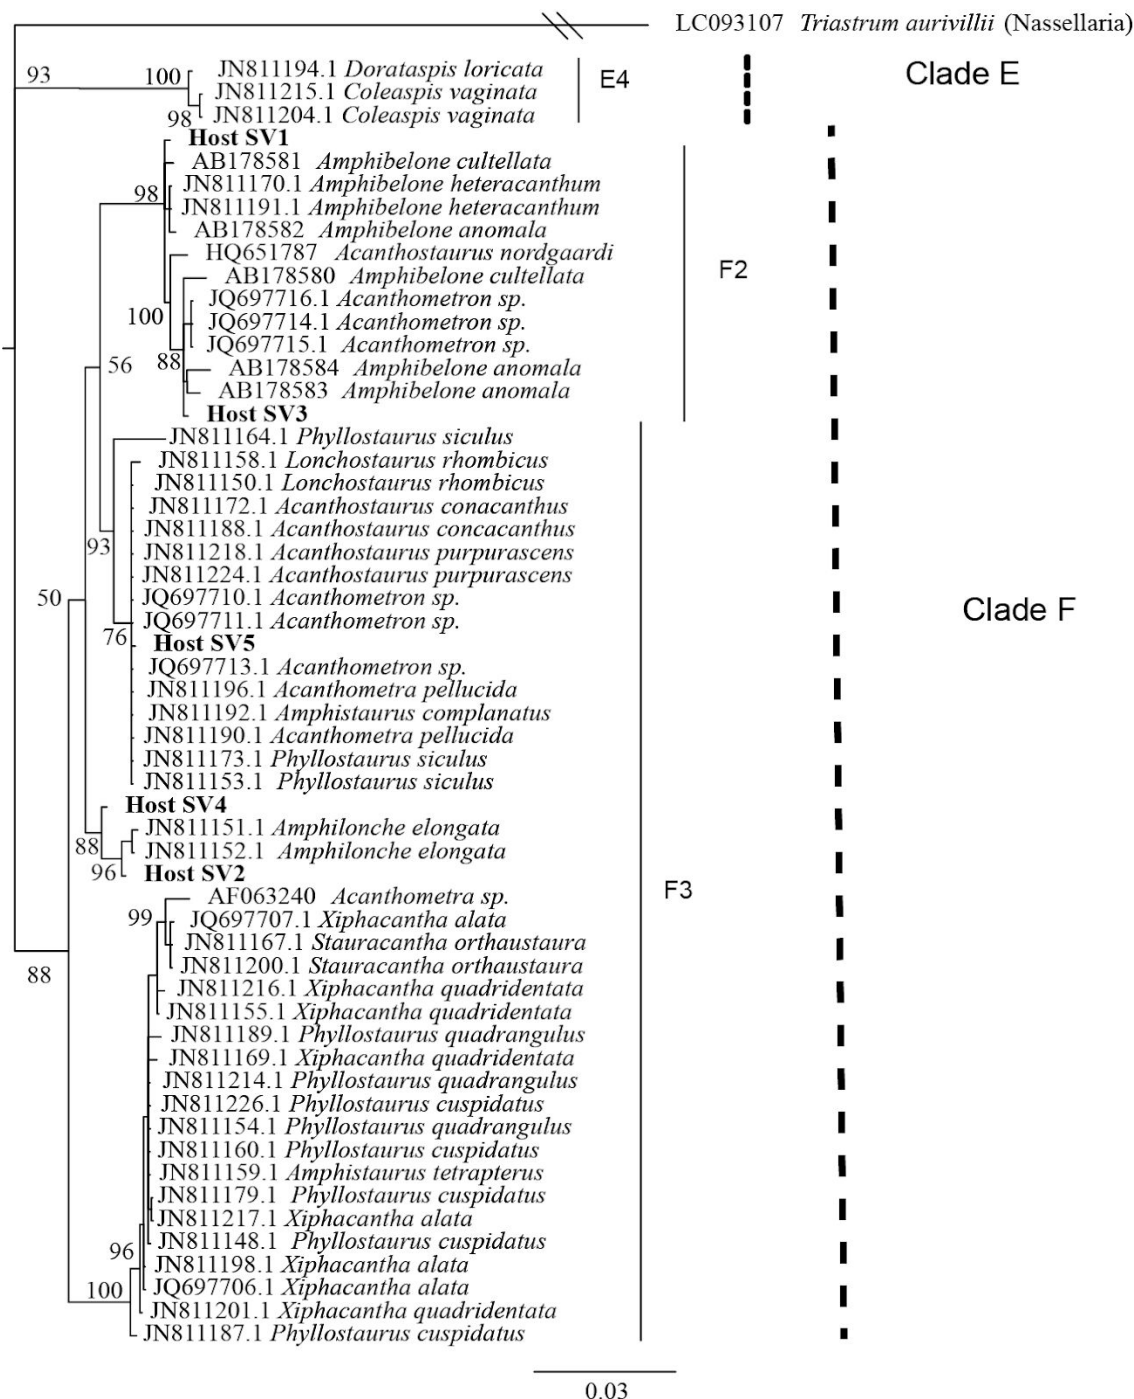 LC093107 Triastrum aurivillii (Nassellaria)
93
100
JN811194.1 Dorataspis loricata
E4
Clade E
JN811215.1 Coleaspis vaginata
98
JN811204.1 Coleaspis vaginata
Host SV1
AB178581 Amphibelone cultellata
98
JN811170.1 Amphibelone heteracanthum
JN811191.1 Amphibelone heteracanthum
AB178582 Amphibelone anomala
HQ651787 Acanthostaurus nordgaardi
F2
AB178580 Amphibelone cultellata
JQ697716.1 Acanthometron sp.
100
JQ697714.1 Acanthometron sp.
JQ697715.1 Acanthometron sp.
88
56
AB178584 Amphibelone anomala
AB178583 Amphibelone anomala
Host SV3
JN811164.1 Phyllostaurus siculus
JN811158.1 Lonchostaurus rhombicus
JN811150.1 Lonchostaurus rhombicus
JN811172.1 Acanthostaurus conacanthus
JN811188.1 Acanthostaurus concacanthus
93
JN811218.1 Acanthostaurus purpurascens
JN811224.1 Acanthostaurus purpurascens
50
JQ697710.1 Acanthometron sp.
Clade F
JQ697711.1 Acanthometron sp.
76
Host SV5
JQ697713.1 Acanthometron sp.
JN811196.1 Acanthometra pellucida
JN811192.1 Amphistaurus complanatus
JN811190.1 Acanthometra pellucida
JN811173.1 Phyllostaurus siculus
JN811153.1 Phyllostaurus siculus
Host SV4
JN811151.1 Amphilonche elongata
88
JN811152.1 Amphilonche elongata
96
Host SV2
F3
AF063240 Acanthometra sp.
99
JQ697707.1 Xiphacantha alata
JN811167.1 Stauracantha orthaustaura
JN811200.1 Stauracantha orthaustaura
88
JN811216.1 Xiphacantha quadridentata
JN811155.1 Xiphacantha quadridentata
JN811189.1 Phyllostaurus quadrangulus
JN811169.1 Xiphacantha quadridentata
JN811214.1 Phyllostaurus quadrangulus
JN811226.1 Phyllostaurus cuspidatus
JN811154.1 Phyllostaurus quadrangulus
JN811160.1 Phyllostaurus cuspidatus
JN811159.1 Amphistaurus tetrapterus
JN811179.1 Phyllostaurus cuspidatus
JN811217.1 Xiphacantha alata
JN811148.1 Phyllostaurus cuspidatus
96
JN811198.1 Xiphacantha alata
100
JQ697706.1 Xiphacantha alata
JN811201.1 Xiphacantha quadridentata
JN811187.1 Phyllostaurus cuspidatus
0.03